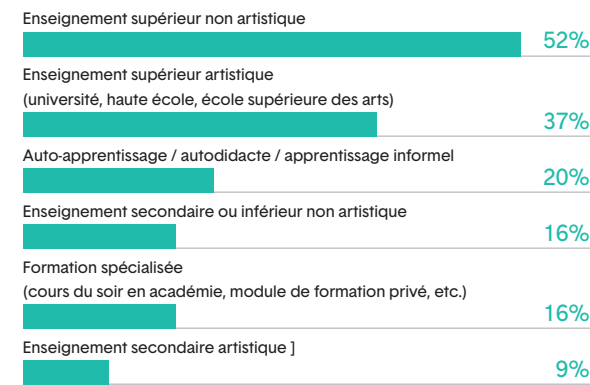 Enseignement supérieur non artistique
52%
Enseignement supérieur artistique
(université, haute école, école supérieure des arts)
37%
Auto-apprentissage / autodidacte / apprentissage informel
20%
Enseignement secondaire ou inférieur non artistique
16%
Formation spécialisée
(cours du soir en académie, module de formation privé, etc.)
16%
Enseignement secondaire artistique ]
9%